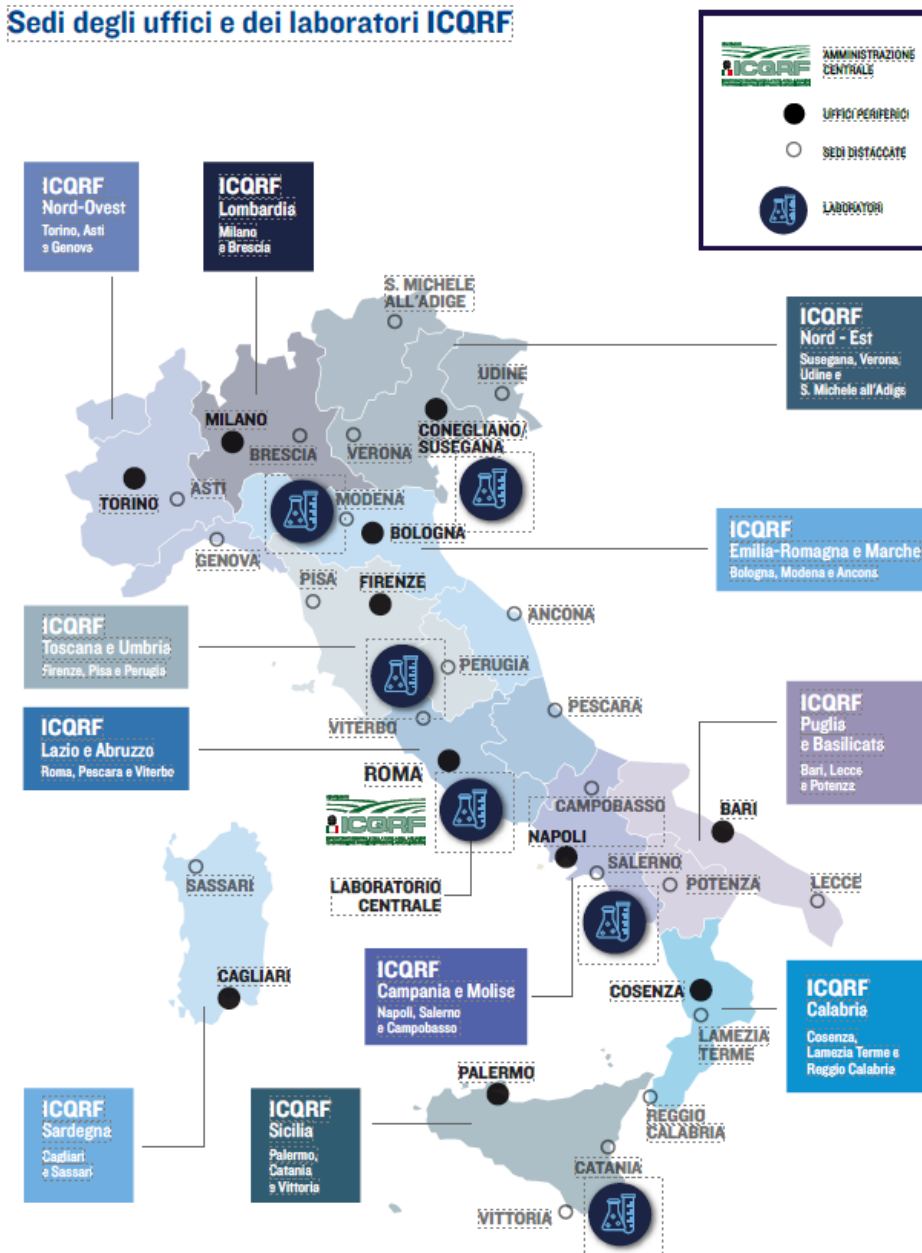 Sedi degli uffici e dei laboratori ICQRF
ICQRF
AMMINISTRAZIONE
CENTRALE
UFFICI PERIFERICI
SEDI DISTACCATE
LABORATORI
ICQRF
Nord-Ovest
Torino, Asti
e Genova
ICQRF
Lombardia
Milano
e Brescia
S. MICHELE
ALL'ADIGE
ICQRF
Nord - Est
Susegana, Verona,
Udine e
S. Michele all'Adige
UDINE
MILANO
BRESCIA
VERONA
CONEGLIANO/
SUSEGANA
TORINO
ASTI
MODENA
BOLOGNA
GENOVA
ICQRF
Emilia-Romagna e Marche
Bologna, Modena e Ancona
PISA
FIRENZE
ANCONA
ICQRF
Toscana e Umbria
Firenze, Pisa e Perugia
PERUGIA
PESCARA
VITERBO
ICQRF
Lazio e Abruzzo
Roma, Pescara e Viterbo
ICQRF
Puglia
e Basilicata
Bari, Lecce
e Potenza
ROMA
ICQRF
CAMPOBASSO
BARI
NAPOLI
SALERNO
SASSARI
POTENZA
LECCE
LABORATORIO
CENTRALE
CAGLIARI
ICQRF
Campania e Molise
Napoli, Salerno
e Campobasso
COSENZA
ICQRF
Calabria
Cosenza,
Lamezia Terme e
Reggio Calabria
LAMEZIA
TERME
PALERMO
REGGIO
CALABRIA
ICQRF
Sardegna
Cagliari
e Sassari
ICQRF
Sicilia
Palermo,
Catania
e Vittoria
CATANIA
VITTORIA